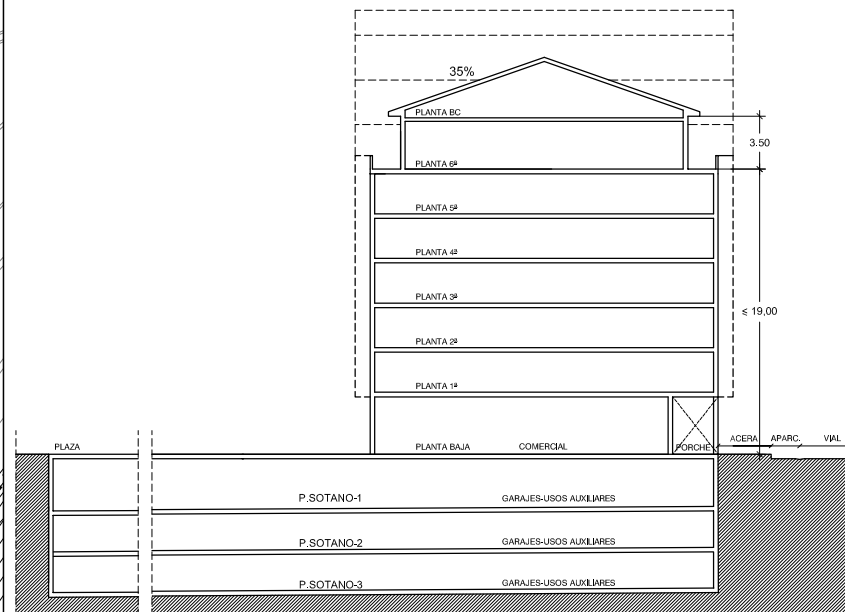 35%
PLANTA BC
3.50
PLANTA 6ª
PLANTA 5ª
PLANTA 4ª
PLANTA 3ª
≤ 19,00
PLANTA 2ª
PLANTA 1ª
PLAZA
PLANTA BAJA COMERCIAL PORCHE ACERA APARC. VIAL
P.SOTANO-1 GARAJES-USOS AUXILIARES
P.SOTANO-2 GARAJES-USOS AUXILIARES
P.SOTANO-3 GARAJES-USOS AUXILIARES